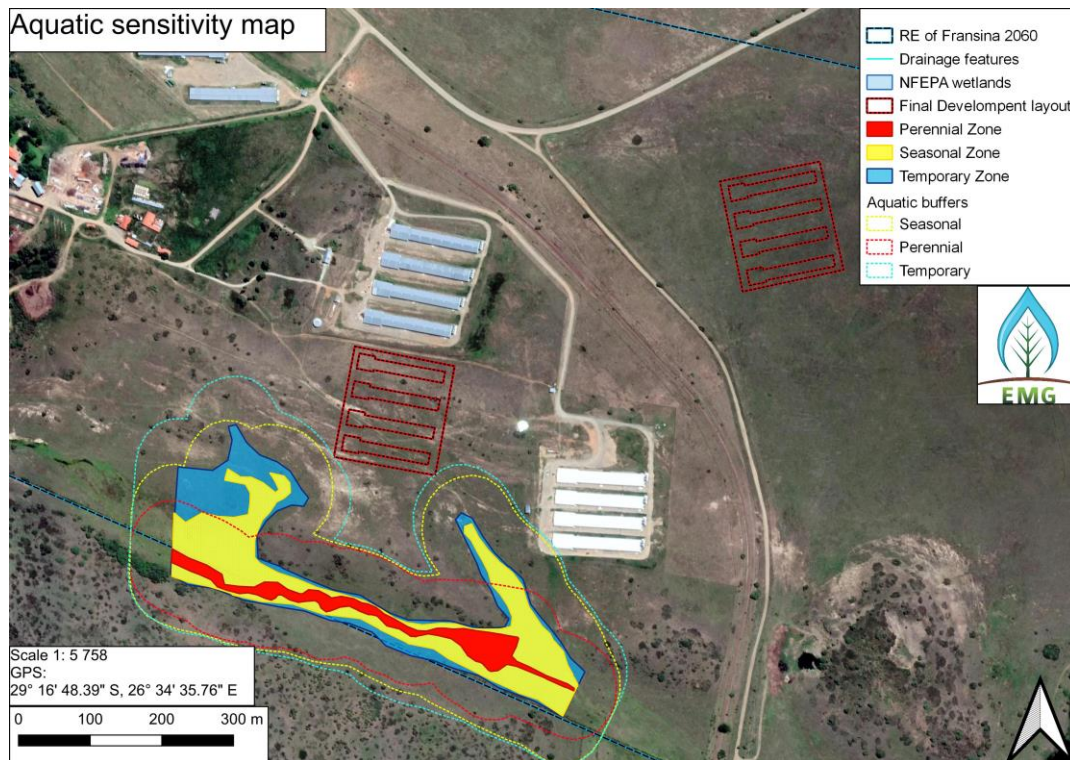 Aquatic sensitivity map
RE of Fransina 2060
Drainage features
NFEPA wetlands
Final Develompent layout
Perennial Zone
Seasonal Zone
Temporary Zone
Aquatic buffers
Seasonal
Perennial
Temporary
EMG
Scale 1: 5 758
GPS:
29° 16' 48.39" S, 26° 34' 35.76" E
0 100 200 300 m